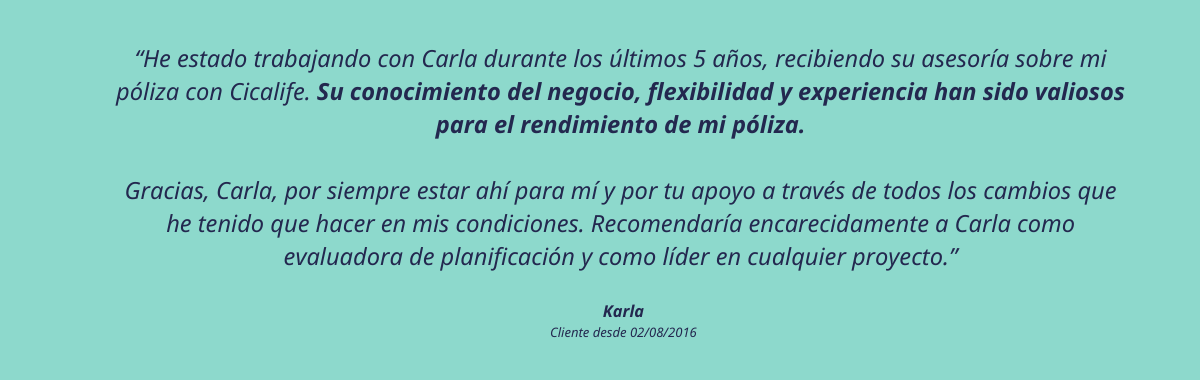 “He estado trabajando con Carla durante los últimos 5 años, recibiendo su asesoría sobre mi
póliza con Cicalife. Su conocimiento del negocio, flexibilidad y experiencia han sido valiosos
para el rendimiento de mi póliza.
Gracias, Carla, por siempre estar ahí para mí y por tu apoyo a través de todos los cambios que
he tenido que hacer en mis condiciones. Recomendaría encarecidamente a Carla como
evaluadora de planificación y como líder en cualquier proyecto.”
Karla
Cliente desde 02/08/2016